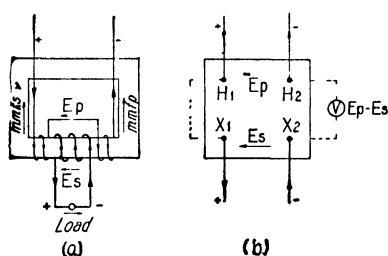 + -
mmfs
Ep
mmfp
Es
+ -
Load
(a)
+ -
Ep
H1 H2
V Ep-Es
X1 X2
Es
+ -
(b)